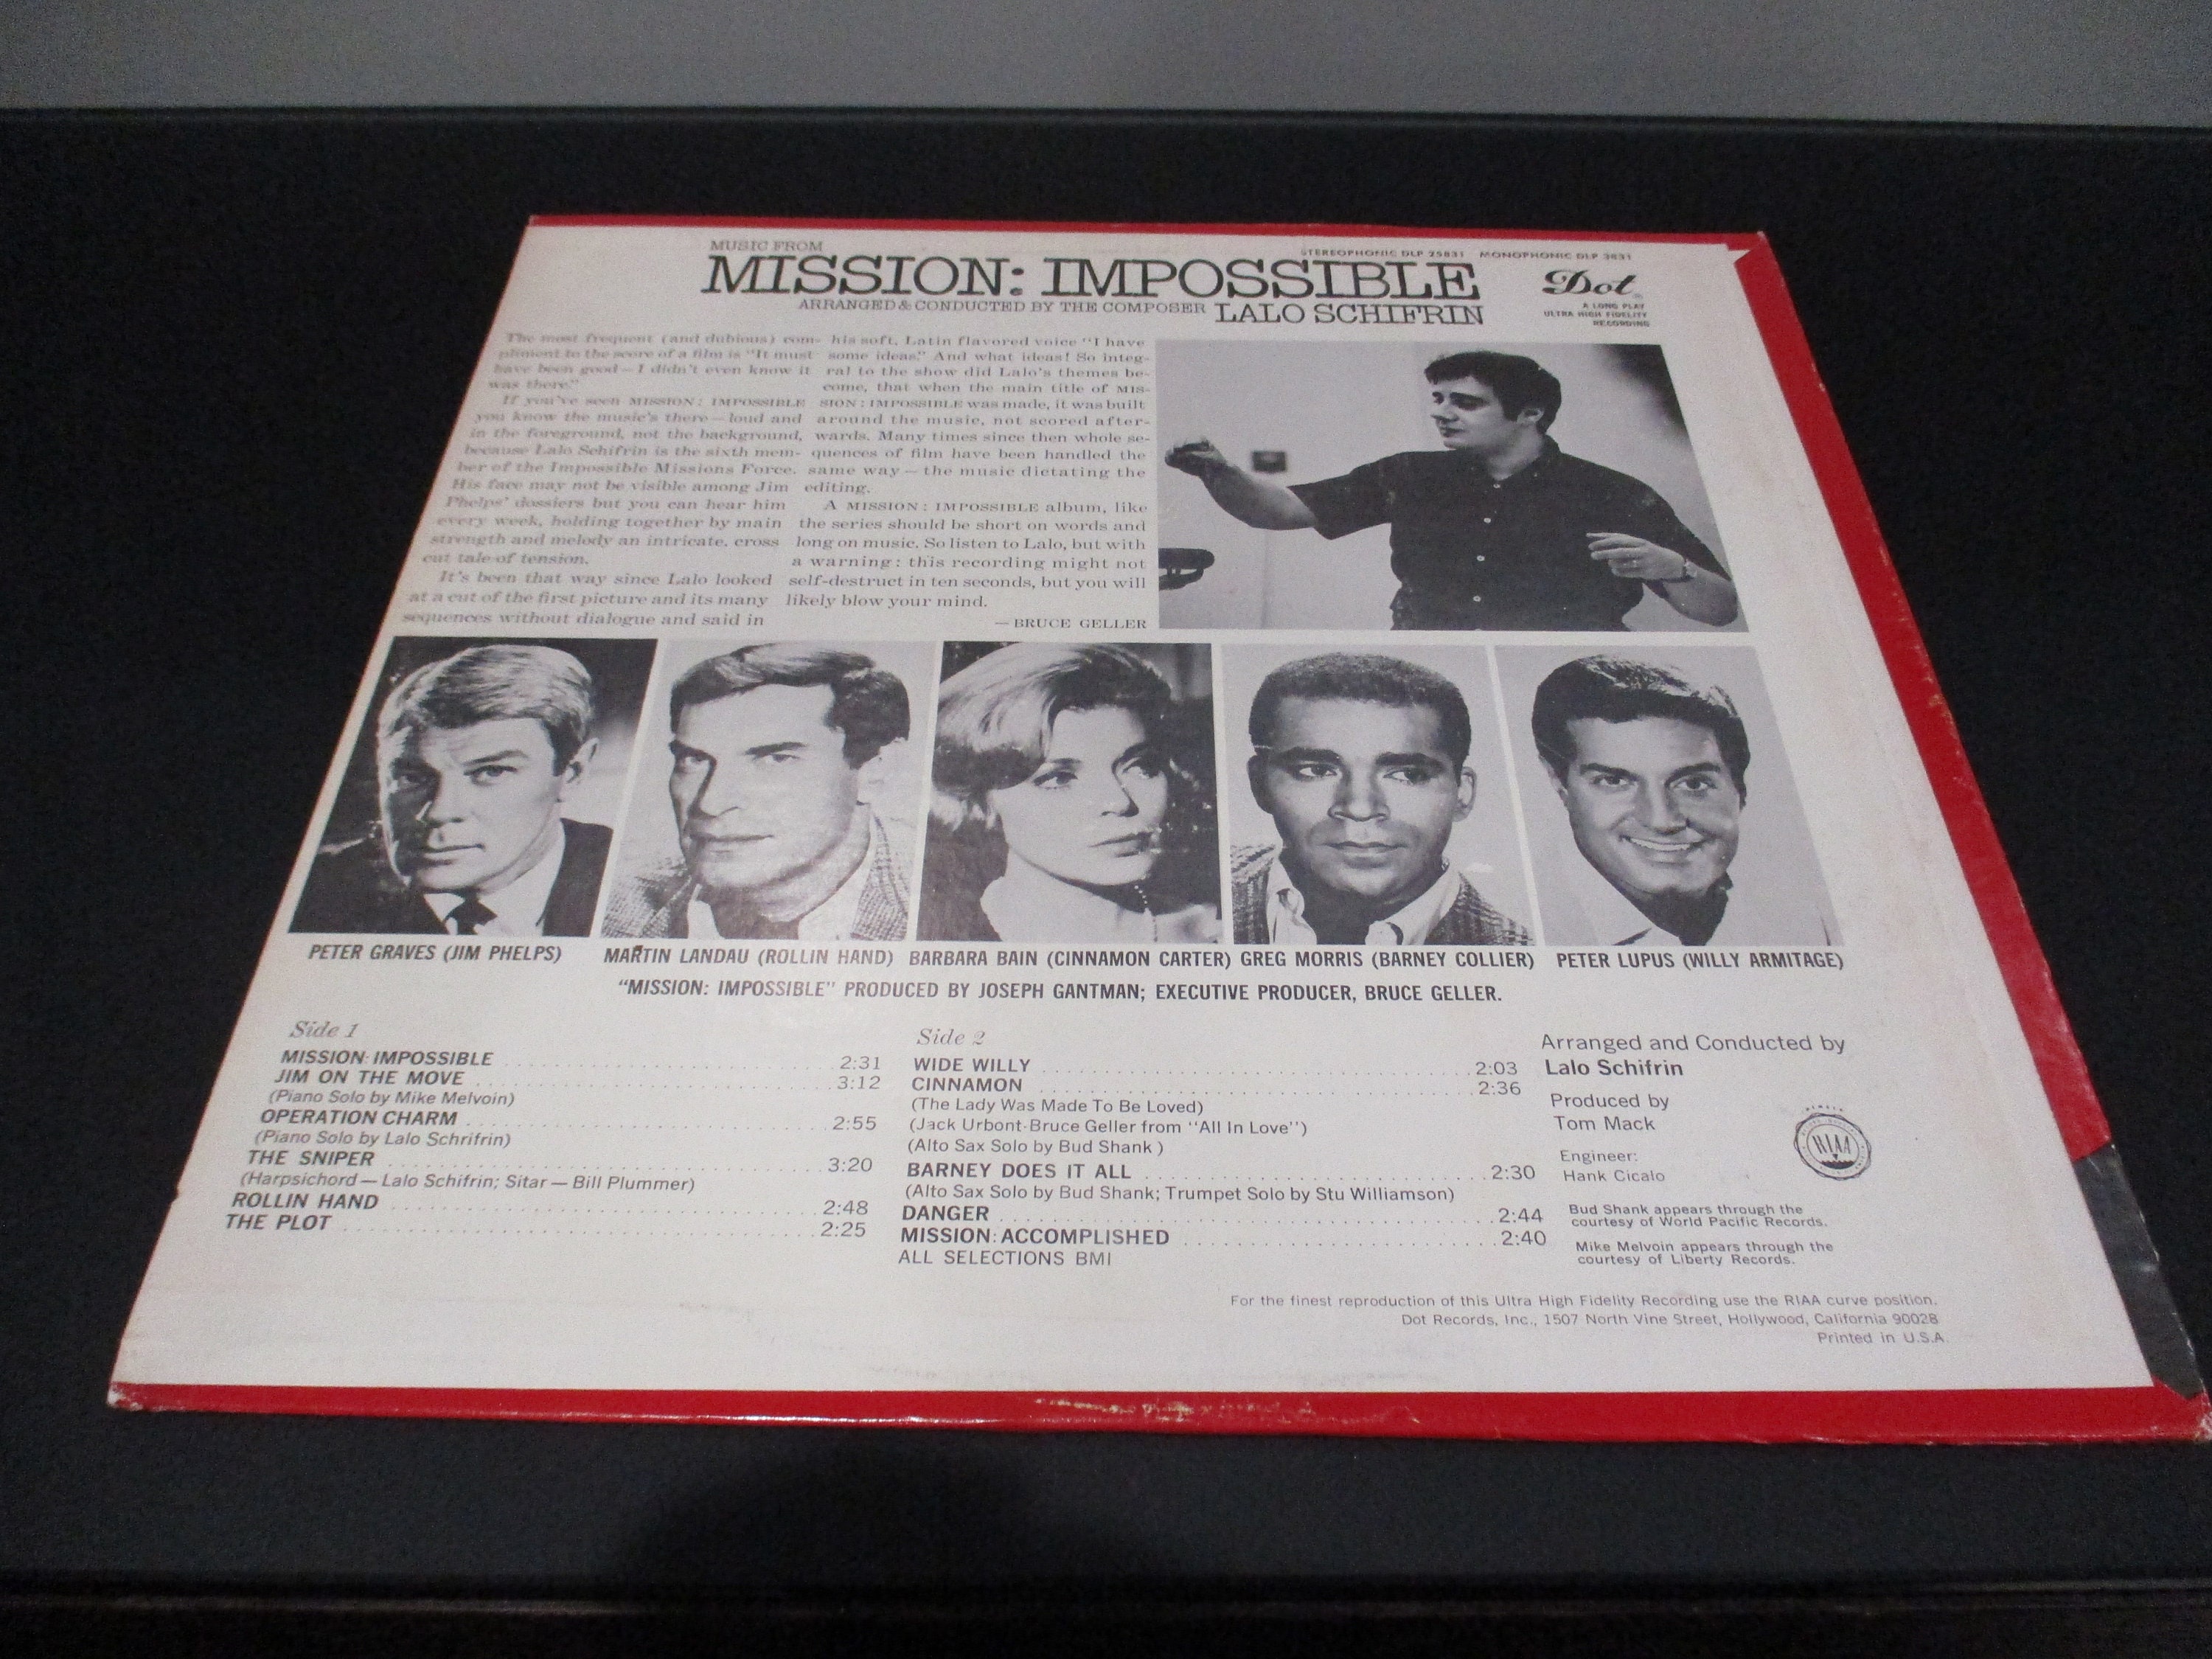 MUSIC FROM
MISSION: IMPOSSIBLE
ARRANGED & CONDUCTED BY THE COMPOSER LALO SCHIFRIN
STEREOPHONIC DLP 25831 MONOPHONIC DLP 3831
Dot
A LONG PLAY
ULTRA HIGH FIDELITY
RECORDING
The most frequent (and dubious) com-
pliment to the score of a film is "It must
have been good — I didn't even know it
was there."
If you've seen MISSION: IMPOSSIBLE
you know the music's there — loud and
in the foreground, not the background,
because Lalo Schifrin is the sixth mem-
ber of the Impossible Missions Force.
His face may not be visible among Jim
Phelps' dossiers but you can hear him
every week, holding together by main
strength and melody an intricate, cross
cut tale of tension.
It's been that way since Lalo looked
at a cut of the first picture and its many
sequences without dialogue and said in
his soft, Latin flavored voice "I have
some ideas." And what ideas! So integ-
ral to the show did Lalo's themes be-
come, that when the main title of MIS-
SION: IMPOSSIBLE was made, it was built
around the music, not scored after-
wards. Many times since then whole se-
quences of film have been handled the
same way — the music dictating the
editing.
A MISSION: IMPOSSIBLE album, like
the series should be short on words and
long on music. So listen to Lalo, but with
a warning: this recording might not
self-destruct in ten seconds, but you will
likely blow your mind.
— BRUCE GELLER
PETER GRAVES (JIM PHELPS) MARTIN LANDAU (ROLLIN HAND) BARBARA BAIN (CINNAMON CARTER) GREG MORRIS (BARNEY COLLIER) PETER LUPUS (WILLY ARMITAGE)
"MISSION: IMPOSSIBLE" PRODUCED BY JOSEPH GANTMAN; EXECUTIVE PRODUCER, BRUCE GELLER.
Side 1
MISSION: IMPOSSIBLE 2:31
JIM ON THE MOVE 3:12
(Piano Solo by Mike Melvoin)
OPERATION CHARM 2:55
(Piano Solo by Lalo Schrifrin)
THE SNIPER 3:20
(Harpsichord — Lalo Schifrin; Sitar — Bill Plummer)
ROLLIN HAND 2:48
THE PLOT 2:25
Side 2
WIDE WILLY 2:03
CINNAMON 2:36
(The Lady Was Made To Be Loved)
(Jack Urbont-Bruce Geller from "All In Love")
(Alto Sax Solo by Bud Shank )
BARNEY DOES IT ALL 2:30
(Alto Sax Solo by Bud Shank; Trumpet Solo by Stu Williamson)
DANGER 2:44
MISSION: ACCOMPLISHED 2:40
ALL SELECTIONS BMI
Arranged and Conducted by
Lalo Schifrin
Produced by
Tom Mack
Engineer:
Hank Cicalo
RIAA
Bud Shank appears through the
courtesy of World Pacific Records.
Mike Melvoin appears through the
courtesy of Liberty Records.
For the finest reproduction of this Ultra High Fidelity Recording use the RIAA curve position.
Dot Records, Inc., 1507 North Vine Street, Hollywood, California 90028
Printed in U.S.A.